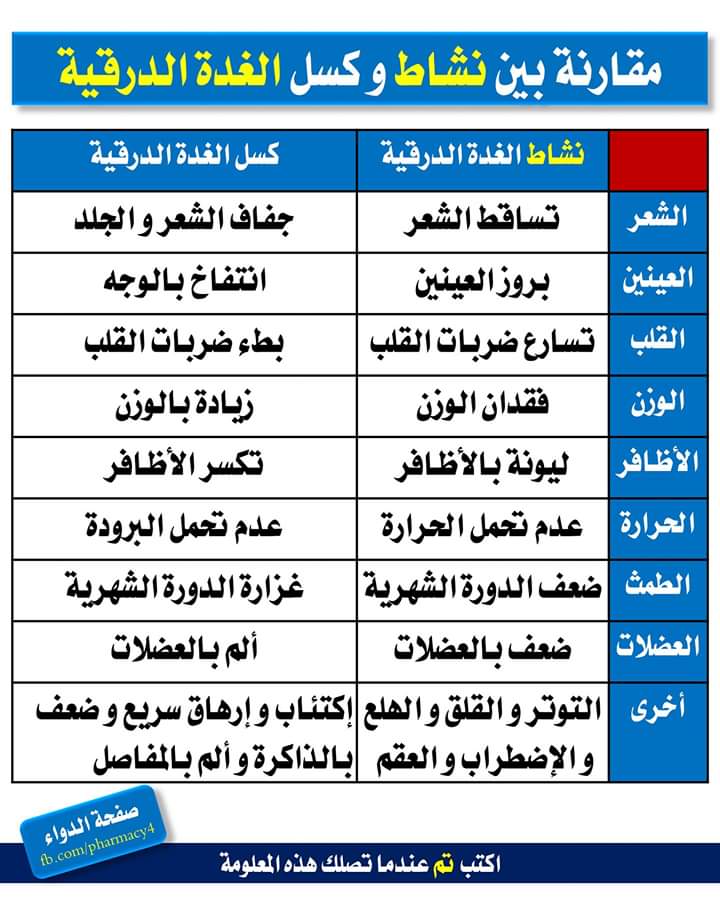 مقارنة بين نشاط و كسل الغدة الدرقية
نشاط الغدة الدرقية كسل الغدة الدرقية
الشعر تساقط الشعر جفاف الشعر و الجلد
العينين بروز العينين انتفاخ بالوجه
القلب تسارع ضربات القلب بطء ضربات القلب
الوزن فقدان الوزن زيادة بالوزن
الأظافر ليونة بالأظافر تكسر الأظافر
الحرارة عدم تحمل الحرارة عدم تحمل البرودة
الطمث ضعف الدورة الشهرية غزارة الدورة الشهرية
العضلات ضعف بالعضلات ألم بالعضلات
أخرى التوتر و القلق و الهلع إكتئاب و إرهاق سريع و ضعف
و الإضطراب و العقم بالذاكرة و ألم بالمفاصل
صفحة الدواء
fb.com/pharmacy4
اكتب تم عندما تصلك هذه المعلومة